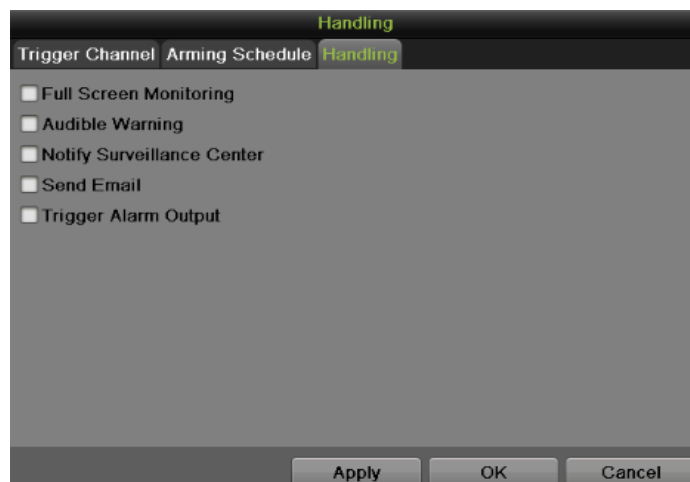 Handling
Trigger Channel Arming Schedule Handling
Full Screen Monitoring
Audible Warning
Notify Surveillance Center
Send Email
Trigger Alarm Output
Apply OK Cancel